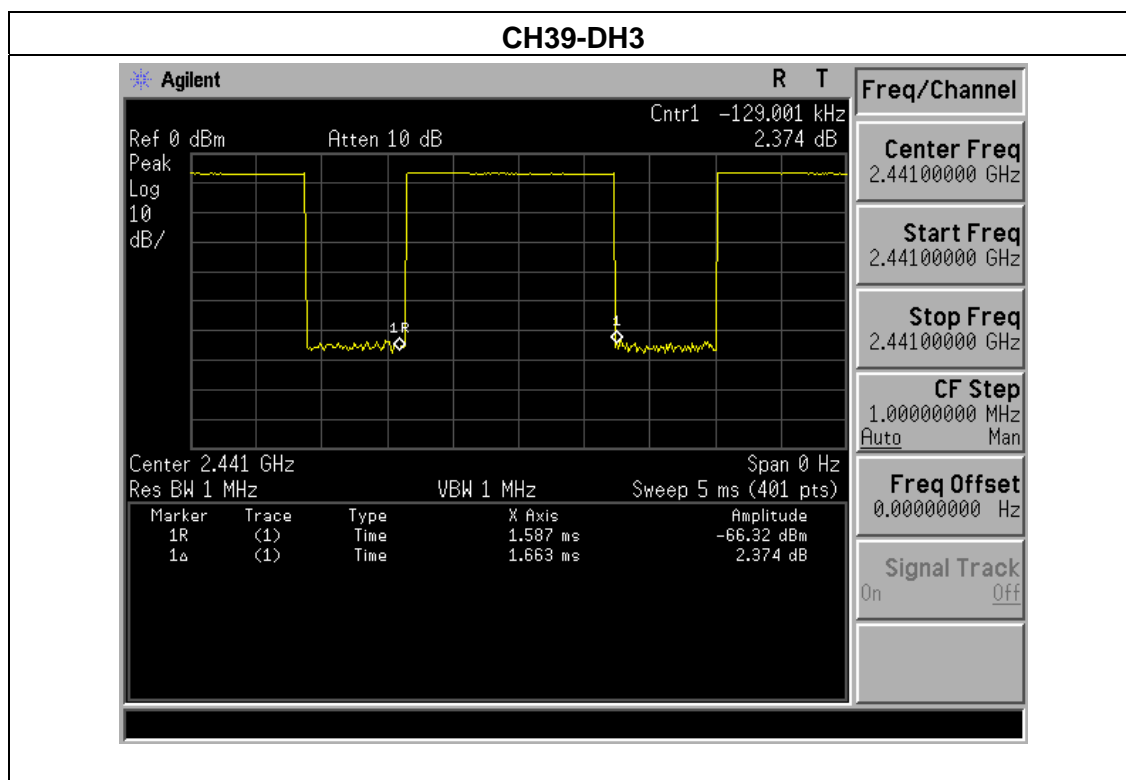 CH39-DH3
Agilent R T
Cntr1 -129.001 kHz
Ref 0 dBm Atten 10 dB 2.374 dB
Peak
Log
10
dB/
1R
1
Center 2.441 GHz Span 0 Hz
Res BW 1 MHz VBW 1 MHz Sweep 5 ms (401 pts)
Marker Trace Type X Axis Amplitude
1R (1) Time 1.587 ms -66.32 dBm
1Δ (1) Time 1.663 ms 2.374 dB
Freq/Channel
Center Freq
2.44100000 GHz
Start Freq
2.44100000 GHz
Stop Freq
2.44100000 GHz
CF Step
1.00000000 MHz
Auto Man
Freq Offset
0.00000000 Hz
Signal Track
On Off